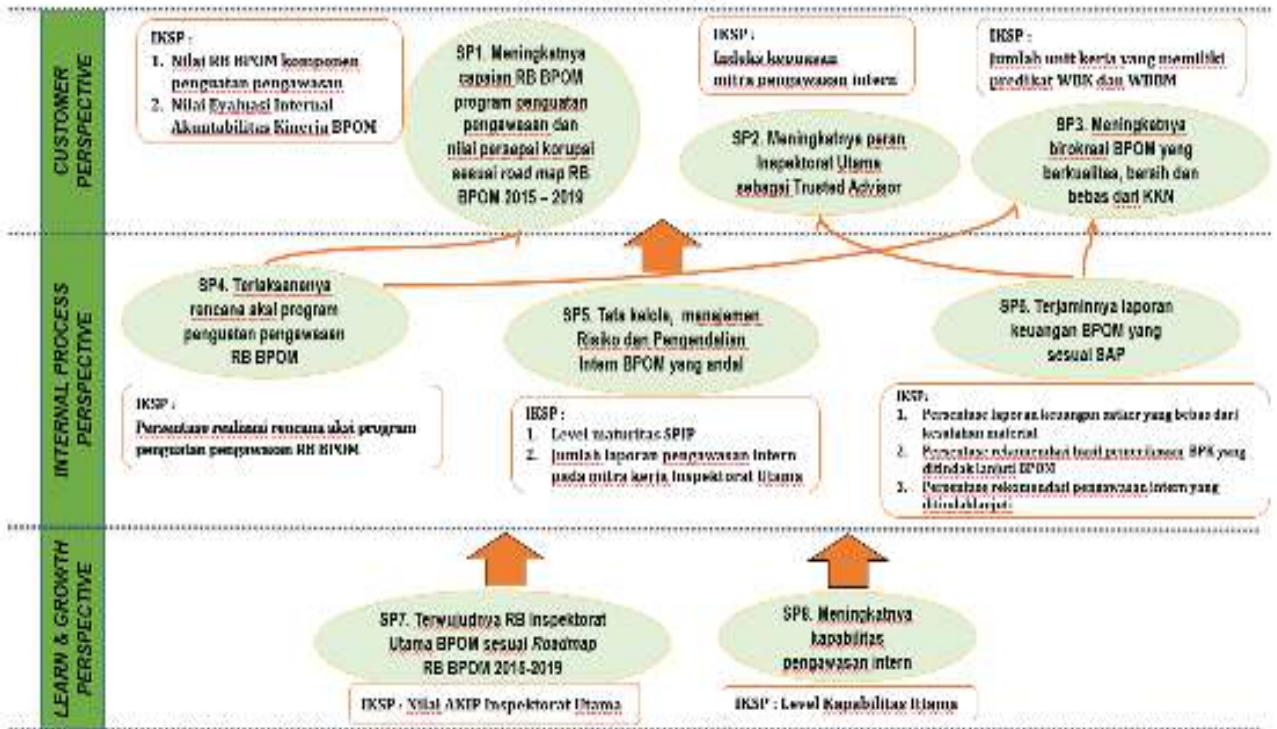 CUSTOMER
PERSPECTIVE
IKSP :
1. Nilai RB BPOM komponen
penguatan pengawasan
2. Nilai Evaluasi Internal
Akuntabilitas Kinerja BPOM
SP1. Meningkatnya
capaian RB BPOM
program penguatan
pengawasan dan
nilai persepsi korupsi
sesuai road map RB
BPOM 2015 – 2019
IKSP :
Indeks kepuasan
mitra pengawasan intern
SP2. Meningkatnya peran
Inspektorat Utama
sebagai Trusted Advisor
IKSP :
Jumlah unit kerja yang memiliki
predikat WBK dan WBBM
SP3. Meningkatnya
birokrasi BPOM yang
berkualitas, bersih dan
bebas dari KKN
INTERNAL PROCESS
PERSPECTIVE
SP4. Terlaksananya
rencana aksi program
penguatan pengawasan
RB BPOM
IKSP :
Persentase realisasi rencana aksi program
penguatan pengawasan RB BPOM
SP5. Tata kelola, manajemen
Risiko dan Pengendalian
Intern BPOM yang andal
IKSP :
1. Level maturitas SPIP
2. Jumlah laporan pengawasan intern
pada mitra kerja Inspektorat Utama
SP6. Terjaminnya laporan
keuangan BPOM yang
sesuai SAP
IKSP:
1. Persentase laporan keuangan satker yang bebas dari
kesalahan material
2. Persentase rekomendasi hasil pemeriksaan BPK yang
ditindak lanjuti BPOM
3. Persentase rekomendasi pengawasan intern yang
ditindaklanjuti
LEARN & GROWTH
PERSPECTIVE
SP7. Terwujudnya RB Inspektorat
Utama BPOM sesuai Roadmap
RB BPOM 2015-2019
IKSP : Nilai AKIP Inspektorat Utama
SP8. Meningkatnya
kapabilitas
pengawasan intern
IKSP : Level Kapabilitas Ittama